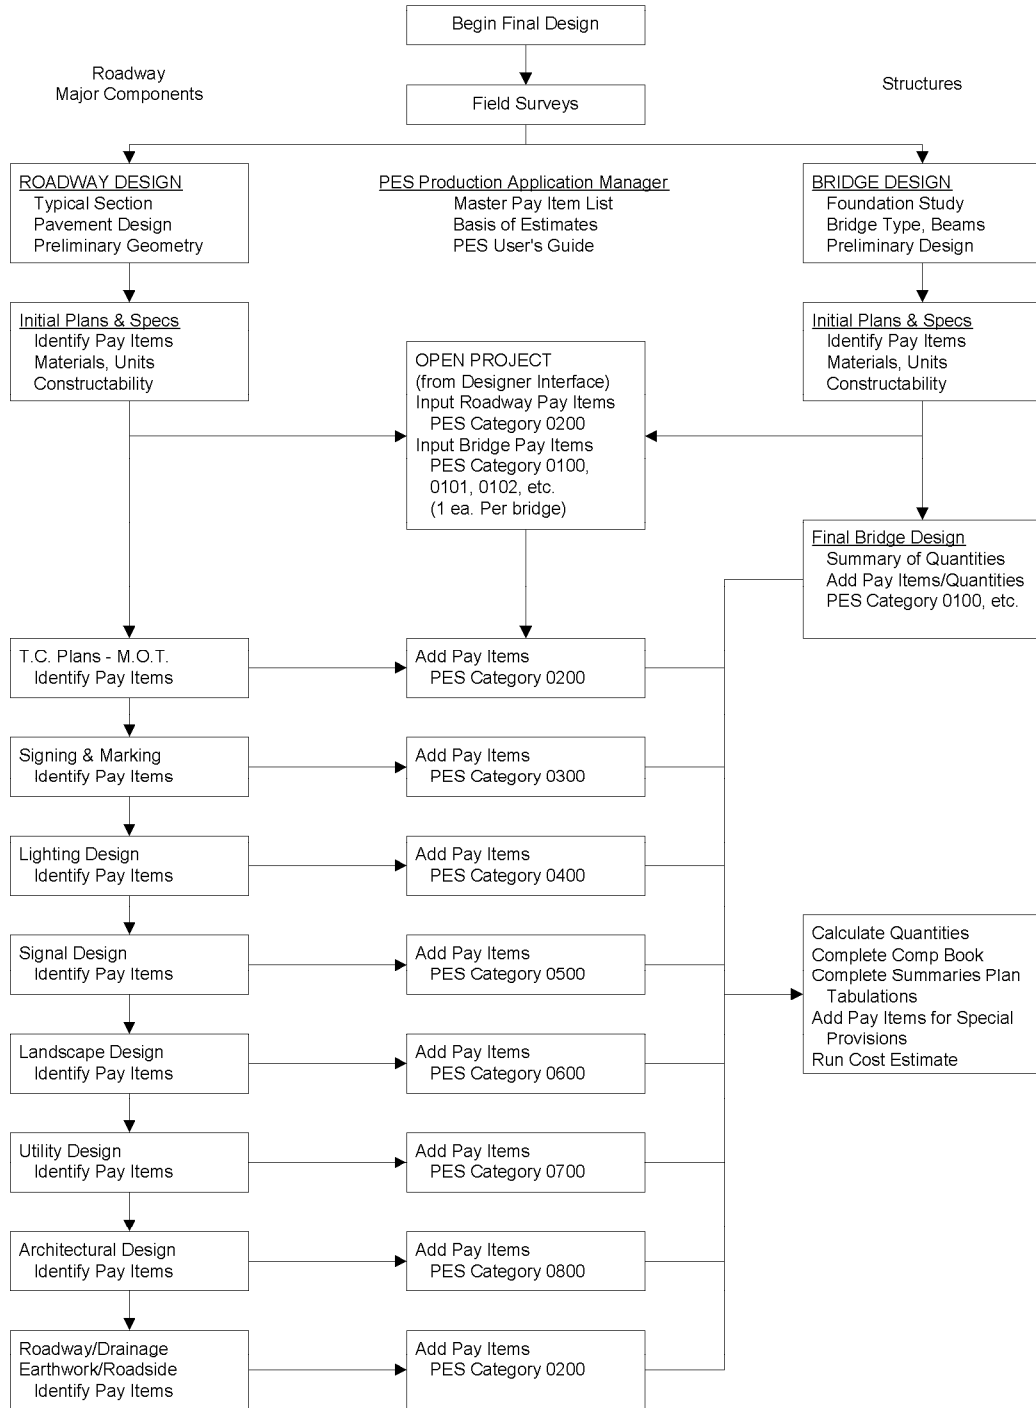 Begin Final Design
Roadway
Major Components
Field Surveys
Structures
ROADWAY DESIGN
Typical Section
Pavement Design
Preliminary Geometry
PES Production Application Manager
Master Pay Item List
Basis of Estimates
PES User's Guide
BRIDGE DESIGN
Foundation Study
Bridge Type, Beams
Preliminary Design
Initial Plans & Specs
Identify Pay Items
Materials, Units
Constructability
OPEN PROJECT
(from Designer Interface)
Input Roadway Pay Items
PES Category 0200
Input Bridge Pay Items
PES Category 0100,
0101, 0102, etc.
(1 ea. Per bridge)
Initial Plans & Specs
Identify Pay Items
Materials, Units
Constructability
Final Bridge Design
Summary of Quantities
Add Pay Items/Quantities
PES Category 0100, etc.
T.C. Plans - M.O.T.
Identify Pay Items
Add Pay Items
PES Category 0200
Signing & Marking
Identify Pay Items
Add Pay Items
PES Category 0300
Lighting Design
Identify Pay Items
Add Pay Items
PES Category 0400
Signal Design
Identify Pay Items
Add Pay Items
PES Category 0500
Calculate Quantities
Complete Comp Book
Complete Summaries Plan
Tabulations
Add Pay Items for Special
Provisions
Run Cost Estimate
Landscape Design
Identify Pay Items
Add Pay Items
PES Category 0600
Utility Design
Identify Pay Items
Add Pay Items
PES Category 0700
Architectural Design
Identify Pay Items
Add Pay Items
PES Category 0800
Roadway/Drainage
Earthwork/Roadside
Identify Pay Items
Add Pay Items
PES Category 0200